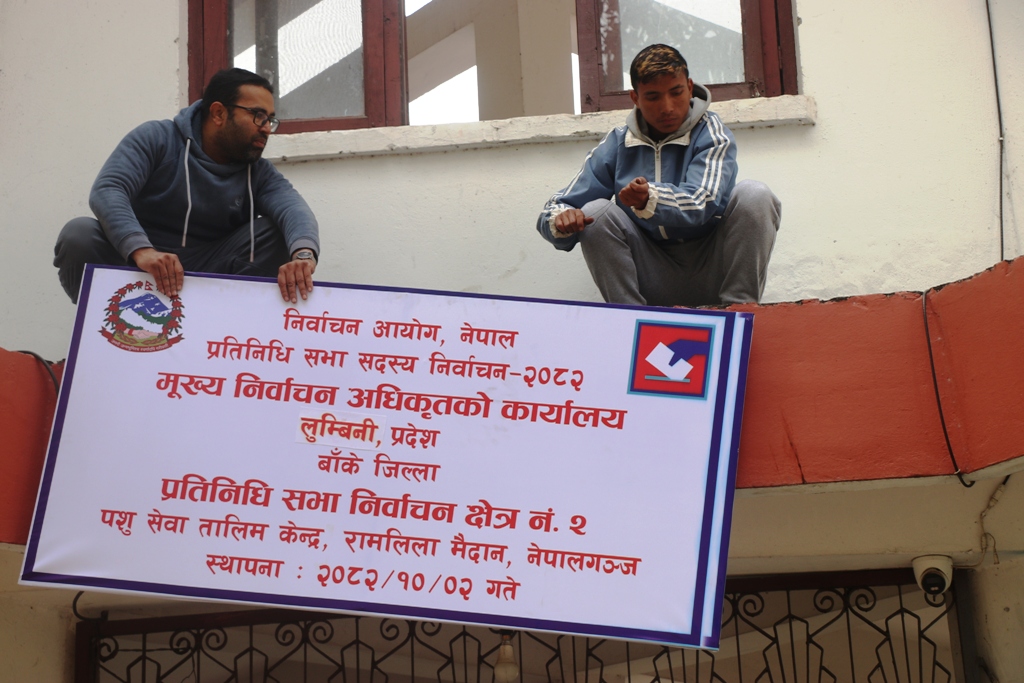 निर्वाचन आयोग, नेपाल
प्रतिनिधि सभा सदस्य निर्वाचन-२०८२
मूख्य निर्वाचन अधिकृतको कार्यालय
लुम्बिनी, प्रदेश
बाँके जिल्ला
प्रतिनिधि सभा निर्वाचन क्षेत्र नं. २
पशु सेवा तालिम केन्द्र, रामलिला मैदान, नेपालगञ्ज
स्थापना : २०८२/१०/०२ गते